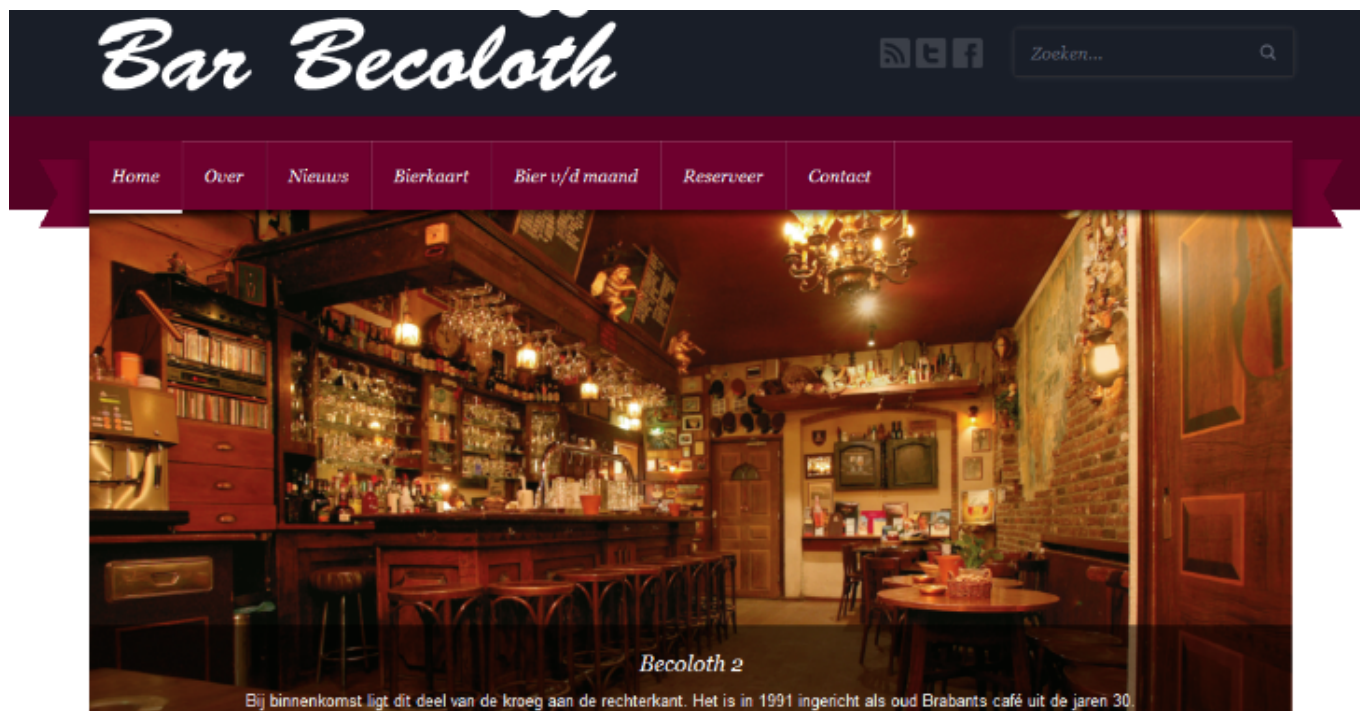 Bar Becoloth
Zoeken...
Home Over Nieuws Bierkaart Bier v/d maand Reserveer Contact
Becoloth 2
Bij binnenkomst ligt dit deel van de kroeg aan de rechterkant. Het is in 1991 ingericht als oud Brabants café uit de jaren 30.